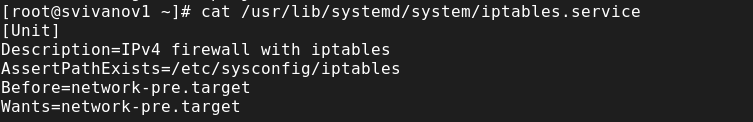 [root@svivanov1 ~]# cat /usr/lib/systemd/system/iptables.service
[Unit]
Description=IPv4 firewall with iptables
AssertPathExists=/etc/sysconfig/iptables
Before=network-pre.target
Wants=network-pre.target